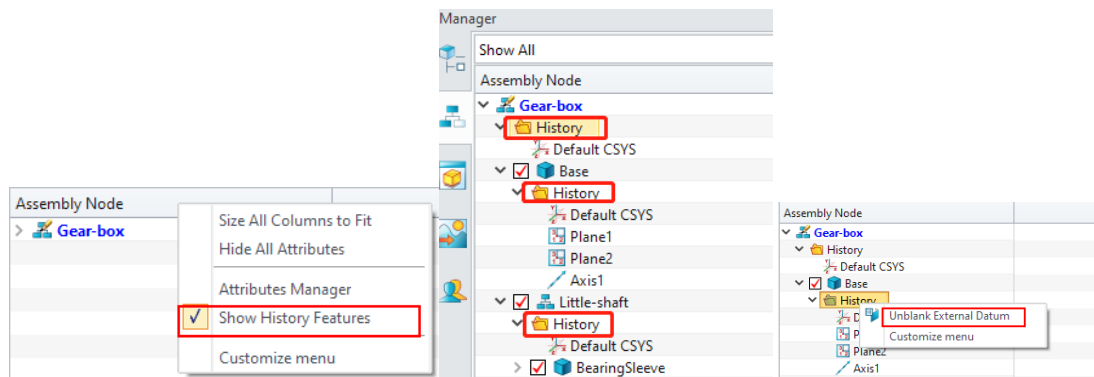 Assembly Node
Gear-box
Size All Columns to Fit
Hide All Attributes
Attributes Manager
Show History Features
Customize menu
Manager
Show All
Assembly Node
Gear-box
History
Default CSYS
Base
History
Default CSYS
Plane1
Plane2
Axis1
Little-shaft
History
Default CSYS
BearingSleeve
Assembly Node
Gear-box
History
Default CSYS
Base
History
Unblank External Datum
Customize menu
Plane2
Axis1